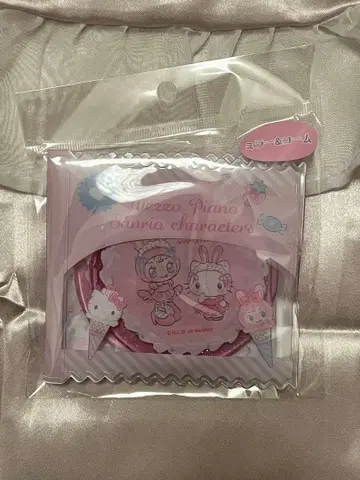 ミラー&コーム
mezzo Piano
Sanrio characters